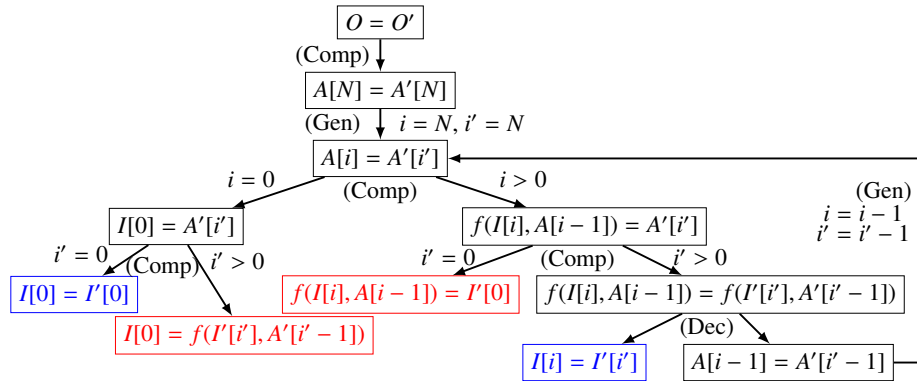 O = O′
(Comp)
A[N] = A′[N]
(Gen) i = N, i′ = N
A[i] = A′[i′]
i = 0 (Comp) i > 0
(Gen)
i = i − 1
i′ = i′ − 1
I[0] = A′[i′] f(I[i], A[i − 1]) = A′[i′]
i′ = 0 (Comp) i′ > 0 i′ = 0 (Comp) i′ > 0
I[0] = I′[0] f(I[i], A[i − 1]) = I′[0] f(I[i], A[i − 1]) = f(I′[i′], A′[i′ − 1])
I[0] = f(I′[i′], A′[i′ − 1]) (Dec)
I[i] = I′[i′] A[i − 1] = A′[i′ − 1]